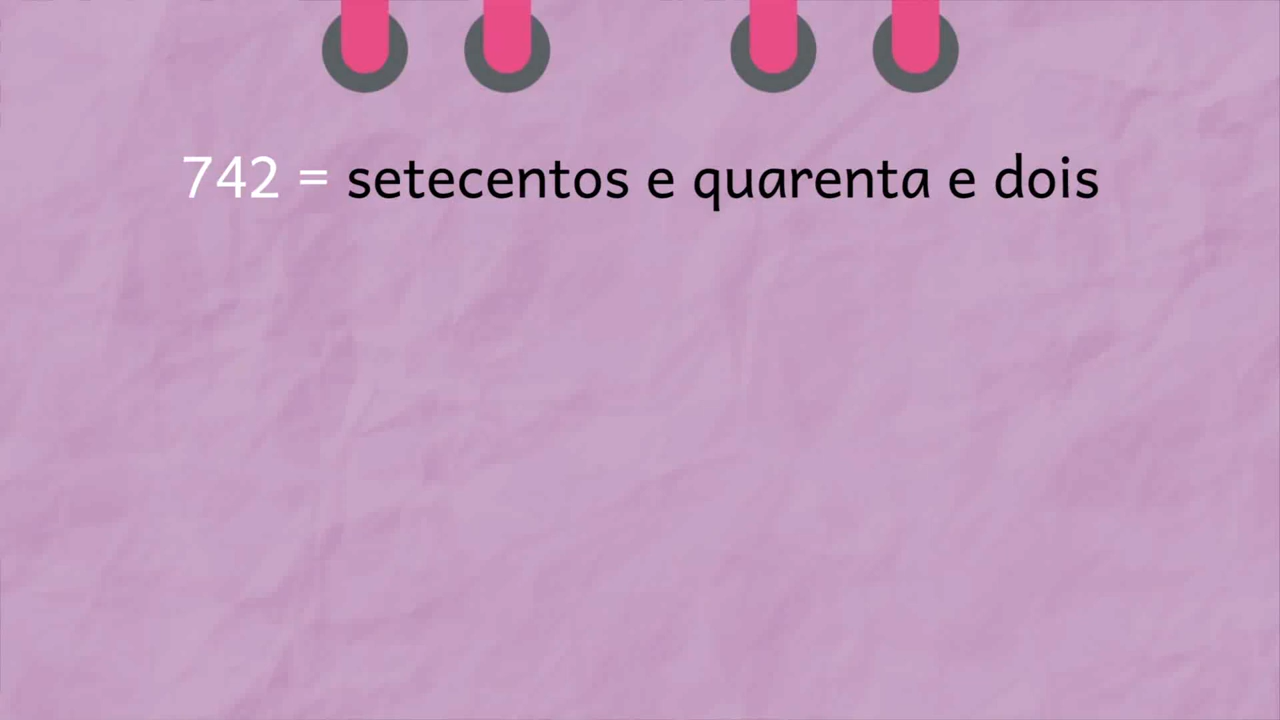 742 = setecentos e quarenta e dois